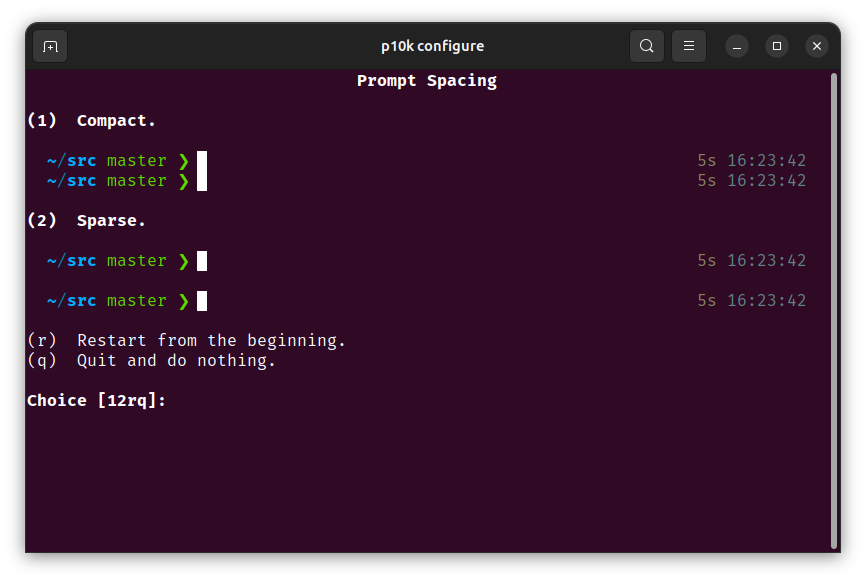 p10k configure
Prompt Spacing
(1)  Compact.
~/src master ❯ 5s 16:23:42
~/src master ❯ 5s 16:23:42
(2)  Sparse.
~/src master ❯ 5s 16:23:42
~/src master ❯ 5s 16:23:42
(r)  Restart from the beginning.
(q)  Quit and do nothing.
Choice [12rq]: